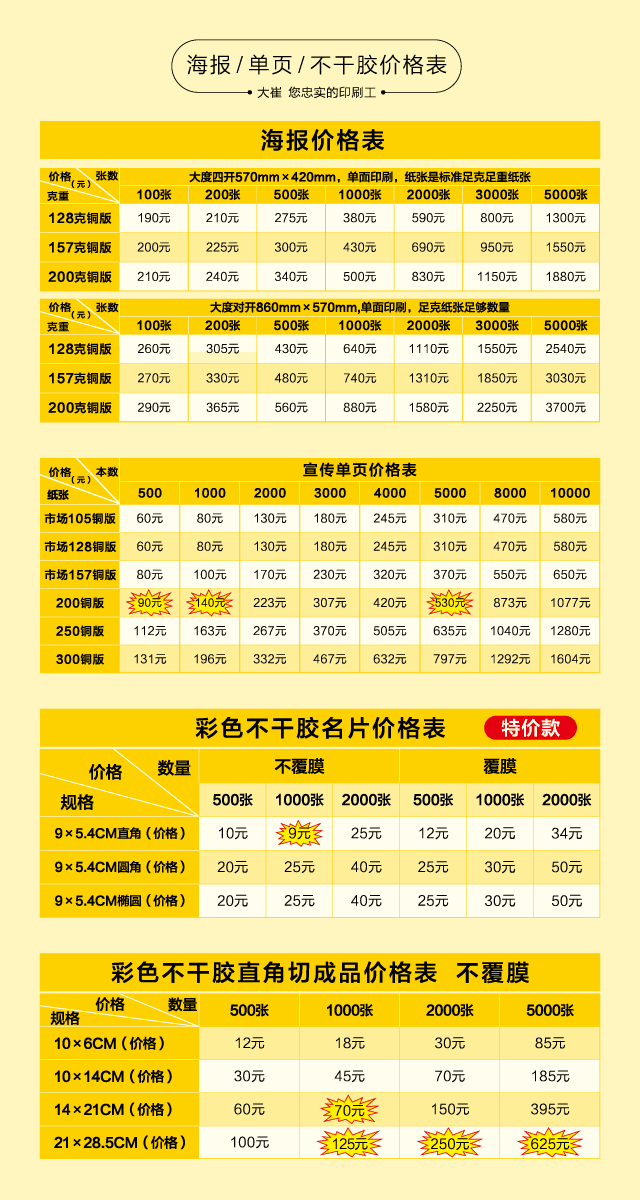 海报/单页/不干胶价格表
大崔 您忠实的印刷工
海报价格表
价格(元) 张数 克重 大度四开570mm×420mm，单面印刷，纸张是标准足克足重纸张
100张 200张 500张 1000张 2000张 3000张 5000张
128克铜版 190元 210元 275元 380元 590元 800元 1300元
157克铜版 200元 225元 300元 430元 690元 950元 1550元
200克铜版 210元 240元 340元 500元 830元 1150元 1880元
价格(元) 张数 克重 大度对开860mm×570mm,单面印刷，足克纸张足够数量
100张 200张 500张 1000张 2000张 3000张 5000张
128克铜版 260元 305元 430元 640元 1110元 1550元 2540元
157克铜版 270元 330元 480元 740元 1310元 1850元 3030元
200克铜版 290元 365元 560元 880元 1580元 2250元 3700元
价格(元) 本数 纸张 宣传单页价格表
500 1000 2000 3000 4000 5000 8000 10000
市场105铜版 60元 80元 130元 180元 245元 310元 470元 580元
市场128铜版 60元 80元 130元 180元 245元 310元 470元 580元
市场157铜版 80元 100元 170元 230元 320元 370元 550元 650元
200铜版 90元 140元 223元 307元 420元 530元 873元 1077元
250铜版 112元 163元 267元 370元 505元 635元 1040元 1280元
300铜版 131元 196元 332元 467元 632元 797元 1292元 1604元
彩色不干胶名片价格表 特价款
价格 数量 不覆膜 覆膜
规格 500张 1000张 2000张 500张 1000张 2000张
9×5.4CM直角（价格） 10元 9元 25元 12元 20元 34元
9×5.4CM圆角（价格） 20元 25元 40元 25元 30元 50元
9×5.4CM椭圆（价格） 20元 25元 40元 25元 30元 50元
彩色不干胶直角切成品价格表 不覆膜
价格 数量 规格 500张 1000张 2000张 5000张
10×6CM（价格） 12元 18元 30元 85元
10×14CM（价格） 30元 45元 70元 185元
14×21CM（价格） 60元 70元 150元 395元
21×28.5CM（价格） 100元 125元 250元 625元